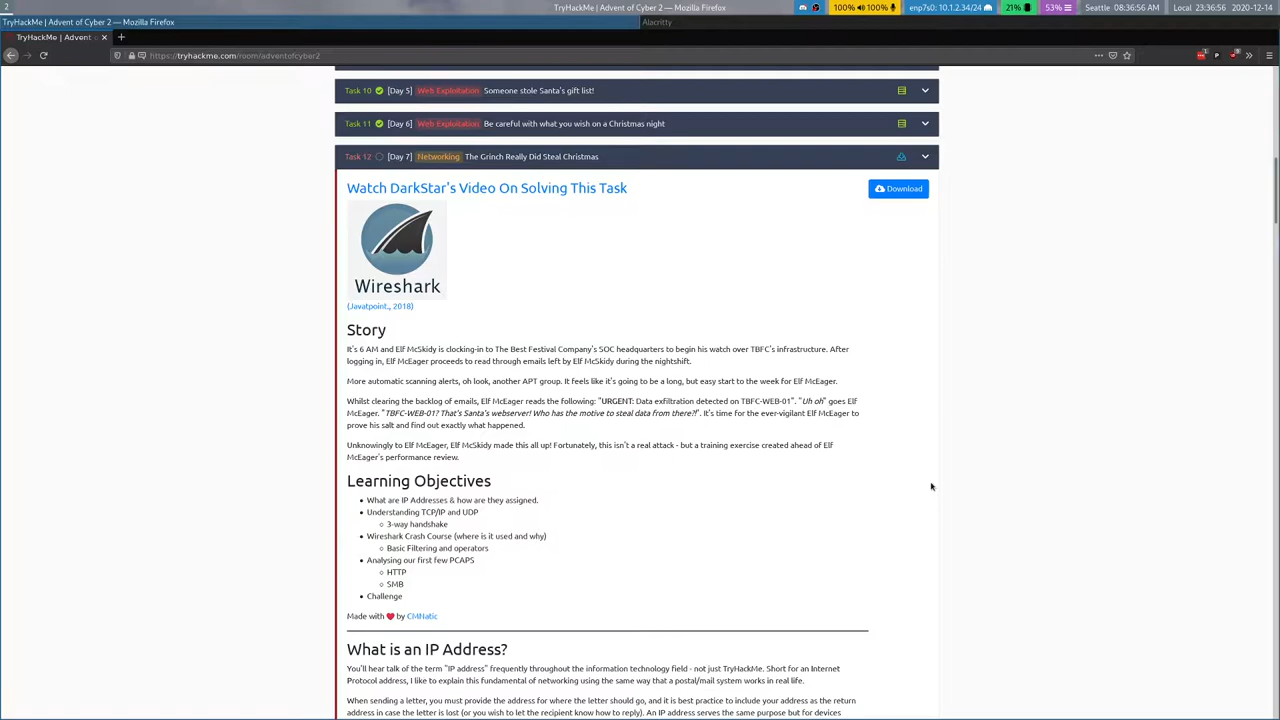 2
TryHackMe | Advent of Cyber 2 — Mozilla Firefox
100% 100%
enp7s0: 10.1.2.34/24
21%
53%
Seattle 08:36:56 AM
Local 23:36:56
2020-12-14
TryHackMe | Advent of Cyber 2 — Mozilla Firefox
Alacritty
TryHackMe | Advent o
https://tryhackme.com/room/adventofcyber2
Task 10 [Day 5] Web Exploitation Someone stole Santa's gift list!
Task 11 [Day 6] Web Exploitation Be careful with what you wish on a Christmas night
Task 12 [Day 7] Networking The Grinch Really Did Steal Christmas
Watch DarkStar's Video On Solving This Task
Download
Wireshark
(Javatpoint., 2018)
Story
It's 6 AM and Elf McSkidy is clocking-in to The Best Festival Company's SOC headquarters to begin his watch over TBFC's infrastructure. After
logging in, Elf McEager proceeds to read through emails left by Elf McSkidy during the nightshift.
More automatic scanning alerts, oh look, another APT group. It feels like it's going to be a long, but easy start to the week for Elf McEager.
Whilst clearing the backlog of emails, Elf McEager reads the following: "URGENT: Data exfiltration detected on TBFC-WEB-01". "Uh oh" goes Elf
McEager. "TBFC-WEB-01? That's Santa's webserver! Who has the motive to steal data from there?!". It's time for the ever-vigilant Elf McEager to
prove his salt and find out exactly what happened.
Unknowingly to Elf McEager, Elf McSkidy made this all up! Fortunately, this isn't a real attack - but a training exercise created ahead of Elf
McEager's performance review.
Learning Objectives
• What are IP Addresses & how are they assigned.
• Understanding TCP/IP and UDP
○ 3-way handshake
• Wireshark Crash Course (where is it used and why)
○ Basic Filtering and operators
• Analysing our first few PCAPS
○ HTTP
○ SMB
• Challenge
Made with ❤ by CMNatic
What is an IP Address?
You'll hear talk of the term "IP address" frequently throughout the information technology field - not just TryHackMe. Short for an Internet
Protocol address, I like to explain this fundamental of networking using the same way that a postal/mail system works in real life.
When sending a letter, you must provide the address for where the letter should go, and it is best practice to include your address as the return
address in case the letter is lost (or you wish to let the recipient know how to reply). An IP address serves the same purpose but for devices